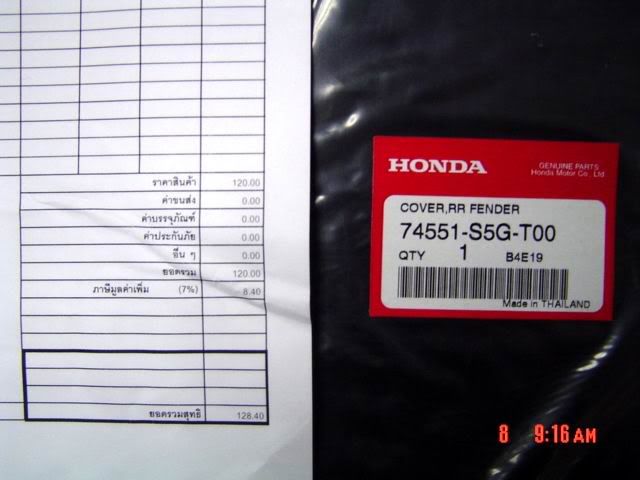 ราคาสินค้า 120.00
ค่าขนส่ง 0.00
ค่าบรรจุภัณฑ์ 0.00
ค่าประกันภัย 0.00
อื่น ๆ 0.00
ยอดรวม 120.00
ภาษีมูลค่าเพิ่ม (7%) 8.40
ยอดรวมสุทธิ 128.40
HONDA
GENUINE PARTS
Honda Motor Co., Ltd
COVER,RR FENDER
74551-S5G-T00
QTY 1 B4E19
Made in THAILAND
8 9:16 AM